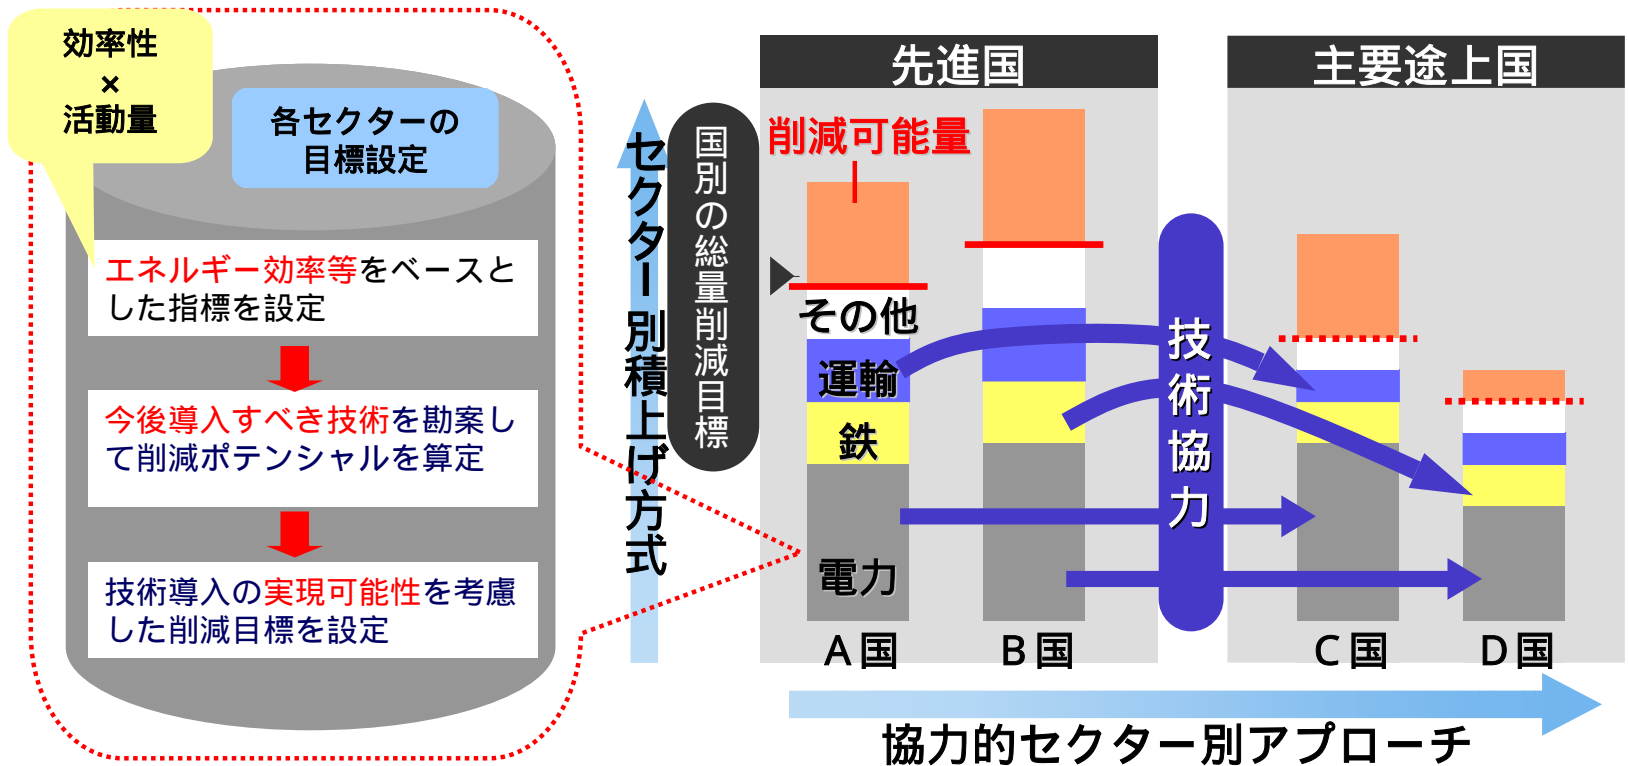 効率性
×
活動量
各セクターの
目標設定
エネルギー効率等をベースと
した指標を設定
今後導入すべき技術を勘案し
て削減ポテンシャルを算定
技術導入の実現可能性を考慮
した削減目標を設定
セクター別積上げ方式
国別の総量削減目標
先進国
削減可能量
その他
運輸
鉄
電力
A国
B国
技術協力
主要途上国
C国
D国
協力的セクター別アプローチ